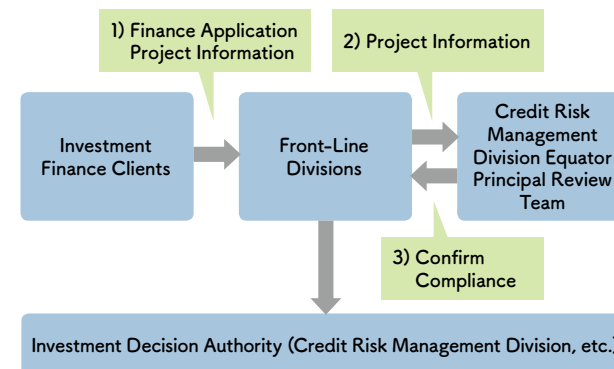 1) Finance Application
Project Information
2) Project Information
Investment
Finance Clients
Front-Line
Divisions
Credit Risk
Management
Division Equator
Principal Review
Team
3) Confirm
Compliance
Investment Decision Authority (Credit Risk Management Division, etc.)